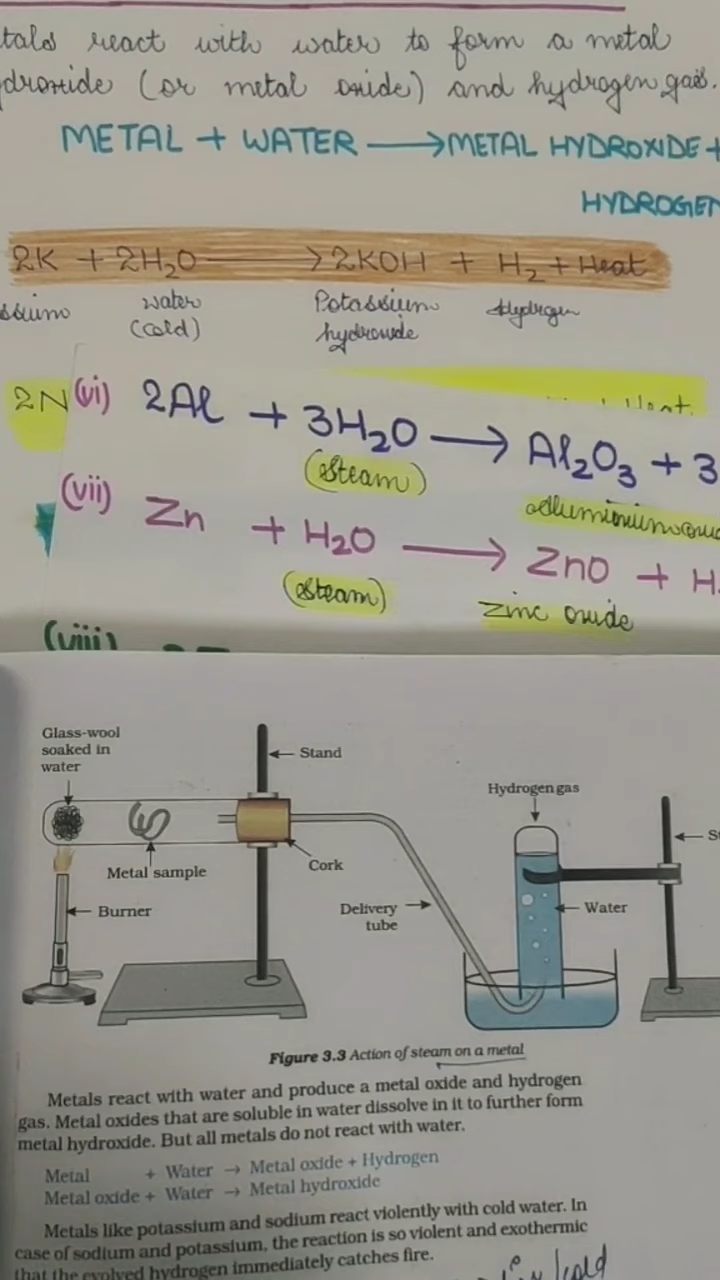 tals react with water to form a metal
droxide (or metal oxide) and hydrogen gas.
METAL + WATER → METAL HYDROXIDE +
HYDROGEN
2K + 2H₂O → 2KOH + H₂ + Heat
ssium water (cold) Potassium hydroxide Hydrogen
2N
Heat
(vi) 2Al + 3H₂O → Al₂O₃ + 3
(steam)
(vii) Zn + H₂O → ZnO + H
(steam) Zinc oxide
(viii)
Glass-wool
soaked in
water
Stand
Hydrogen gas
Metal sample
Cork
Burner
Delivery
tube
Water
Figure 3.3 Action of steam on a metal
Metals react with water and produce a metal oxide and hydrogen
gas. Metal oxides that are soluble in water dissolve in it to further form
metal hydroxide. But all metals do not react with water.
Metal + Water → Metal oxide + Hydrogen
Metal oxide + Water → Metal hydroxide
Metals like potassium and sodium react violently with cold water. In
case of sodium and potassium, the reaction is so violent and exothermic
that the evolved hydrogen immediately catches fire.